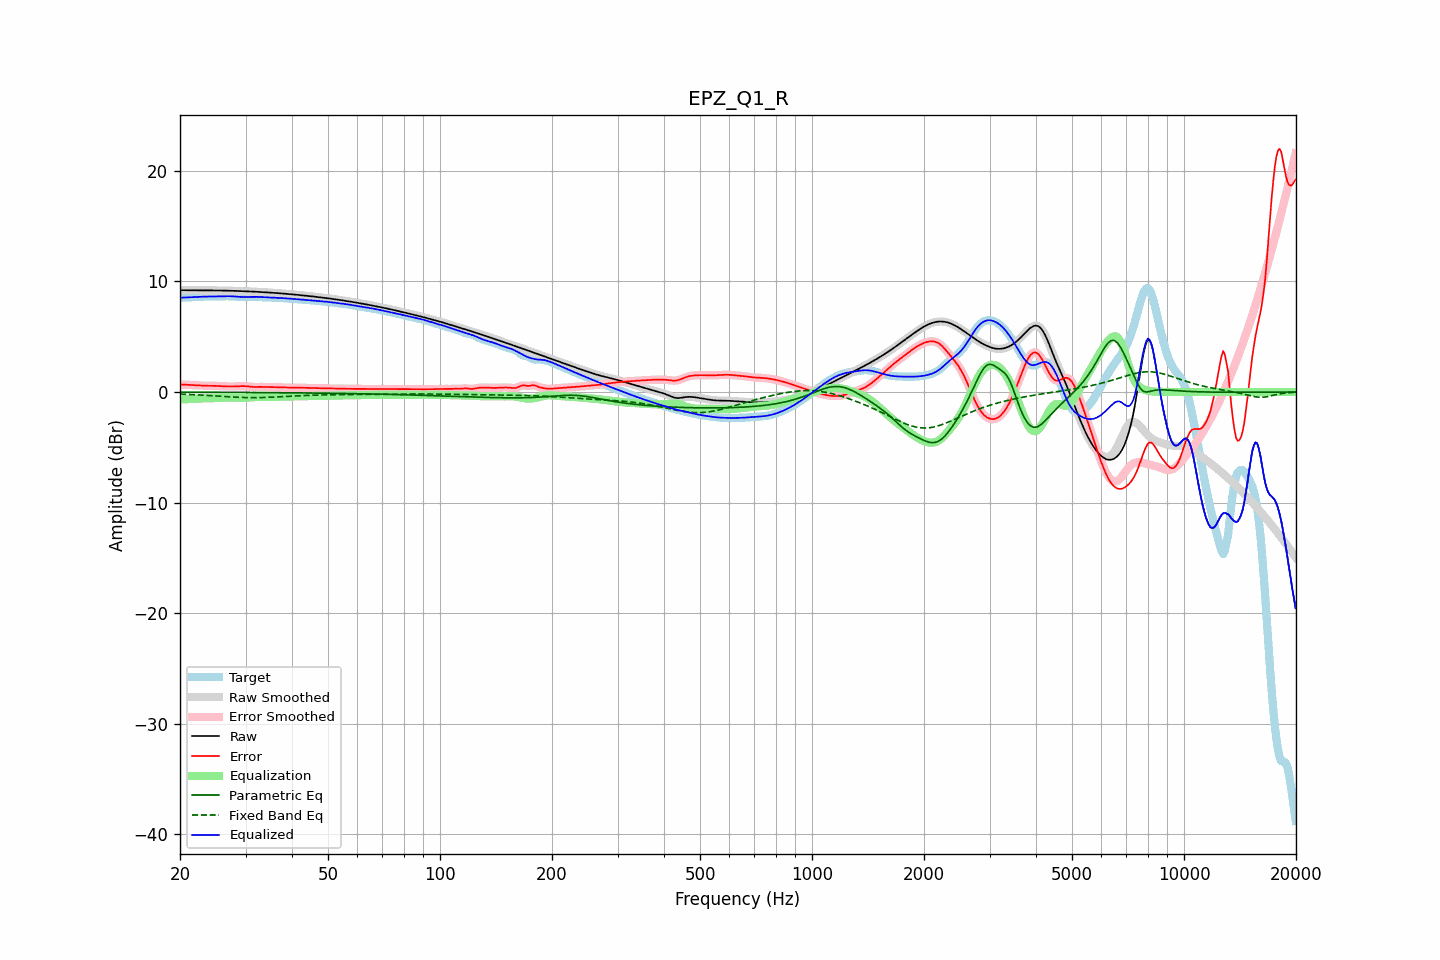 EPZ_Q1_R
20
10
0
−10
−20
−30
−40
Amplitude (dBr)
Target
Raw Smoothed
Error Smoothed
Raw
Error
Equalization
Parametric Eq
Fixed Band Eq
Equalized
20 50 100 200 500 1000 2000 5000 10000 20000
Frequency (Hz)